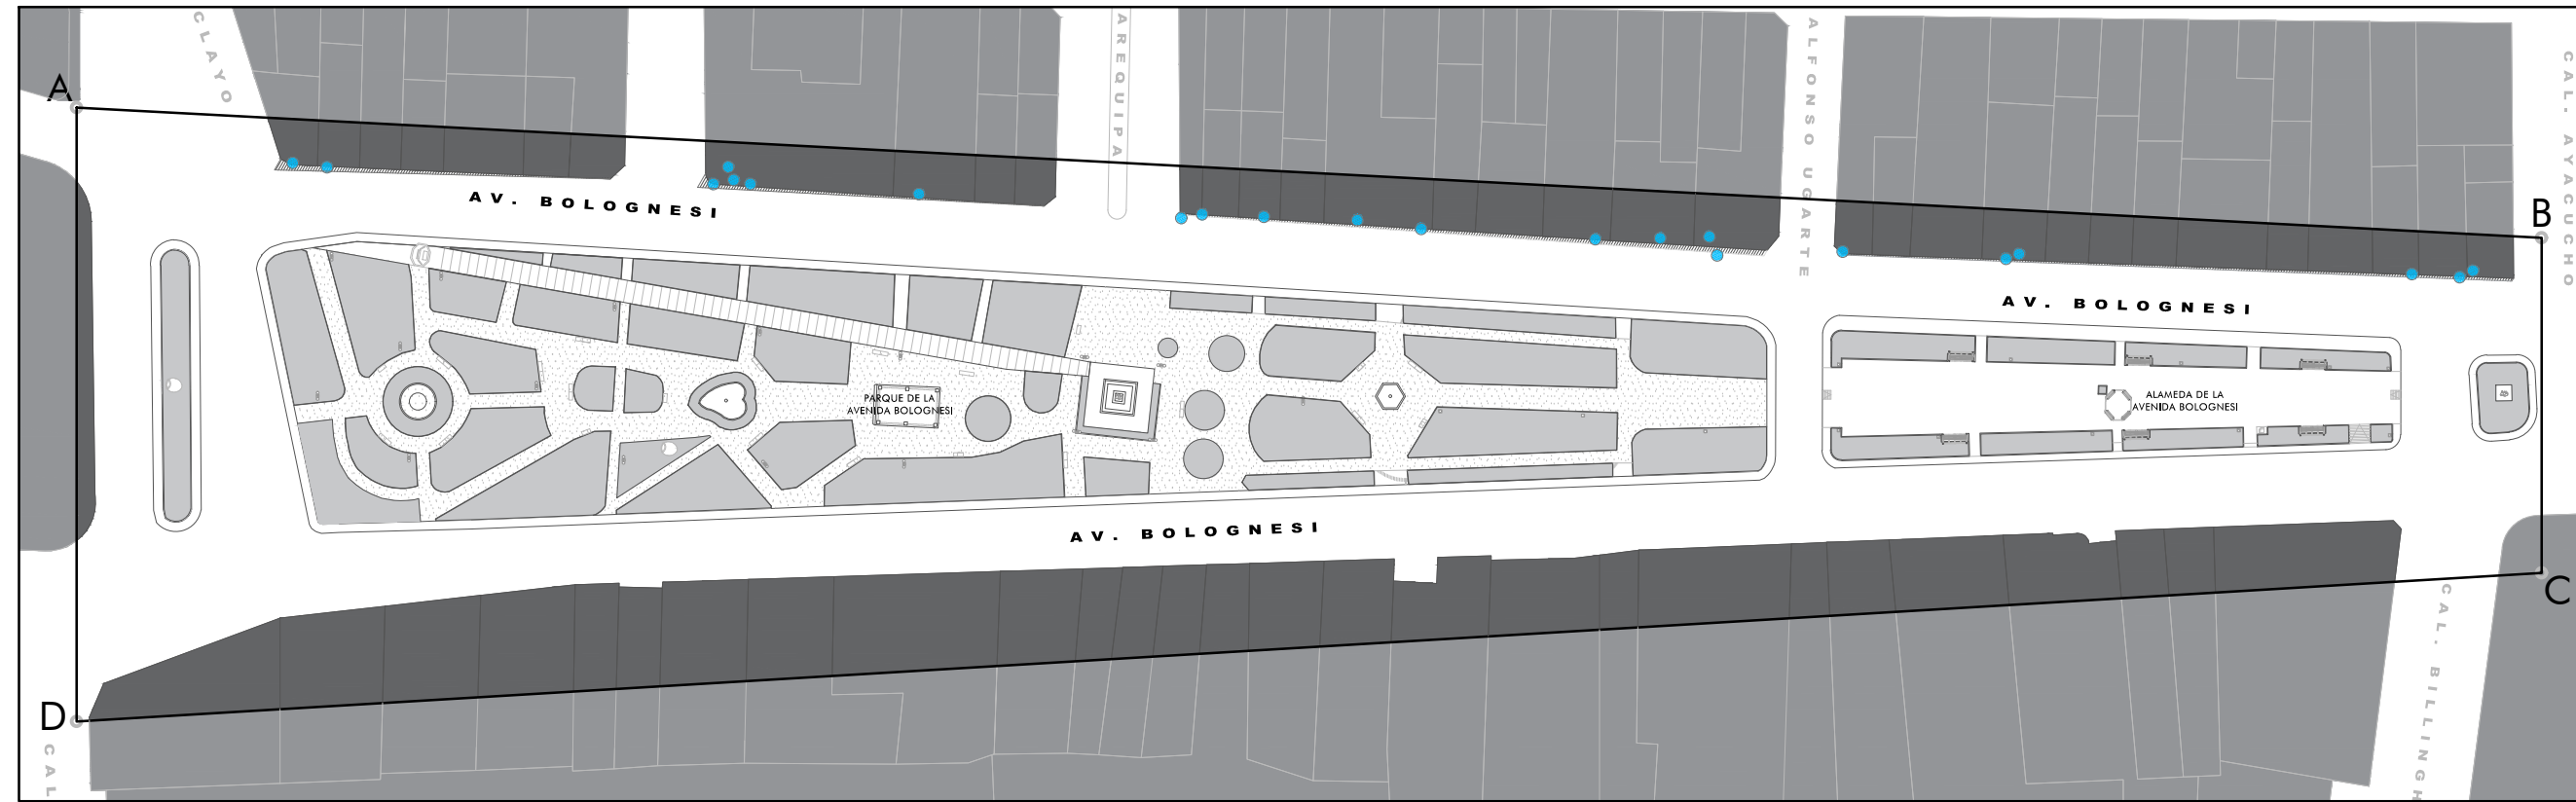 CLAYO
AREQUIPA
ALFONSO UGARTE
CAL. AYACUCHO
A
AV. BOLOGNESI
B
AV. BOLOGNESI
PARQUE DE LA
AVENIDA BOLOGNESI
ALAMEDA DE LA
AVENIDA BOLOGNESI
AV. BOLOGNESI
C
D
CAL
CAL. BILLINGH